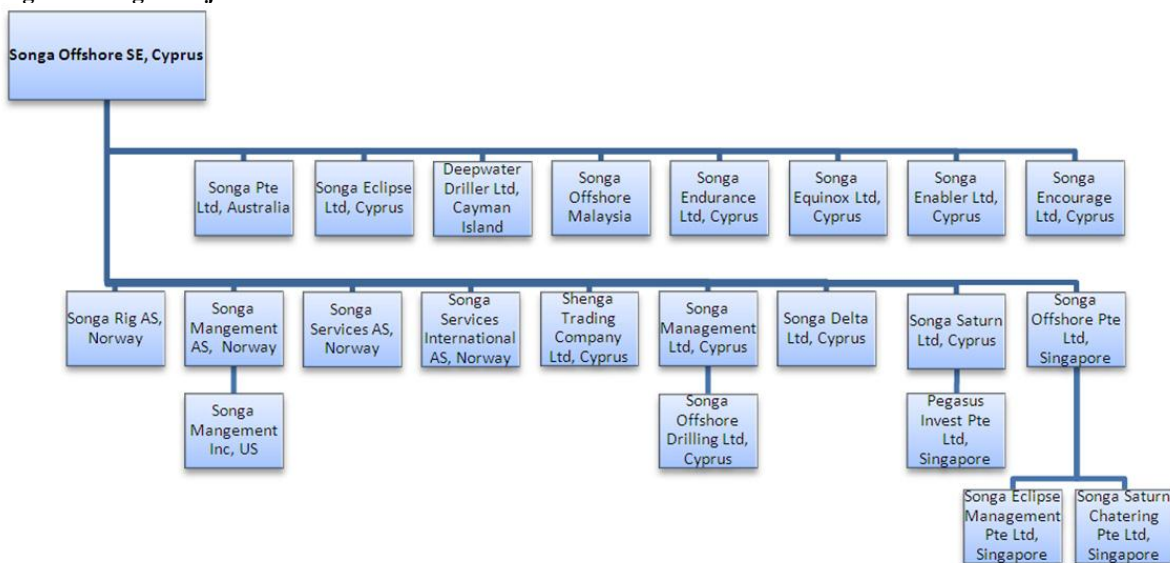 Songa Offshore SE, Cyprus
Songa Pte
Ltd, Australia
Songa Eclipse
Ltd, Cyprus
Deepwater
Driller Ltd,
Cayman
Island
Songa
Offshore
Malaysia
Songa
Endurance
Ltd, Cyprus
Songa
Equinox Ltd,
Cyprus
Songa
Enabler Ltd,
Cyprus
Songa
Encourage
Ltd, Cyprus
Songa Rig AS,
Norway
Songa
Mangement
AS, Norway
Songa
Services AS,
Norway
Songa
Services
International
AS, Norway
Shenga
Trading
Company
Ltd, Cyprus
Songa
Management
Ltd, Cyprus
Songa Delta
Ltd, Cyprus
Songa Saturn
Ltd, Cyprus
Songa
Offshore Pte
Ltd,
Singapore
Songa
Mangement
Inc, US
Songa
Offshore
Drilling Ltd,
Cyprus
Pegasus
Invest Pte
Ltd,
Singapore
Songa Eclipse
Management
Pte Ltd,
Singapore
Songa Saturn
Chatering
Pte Ltd,
Singapore